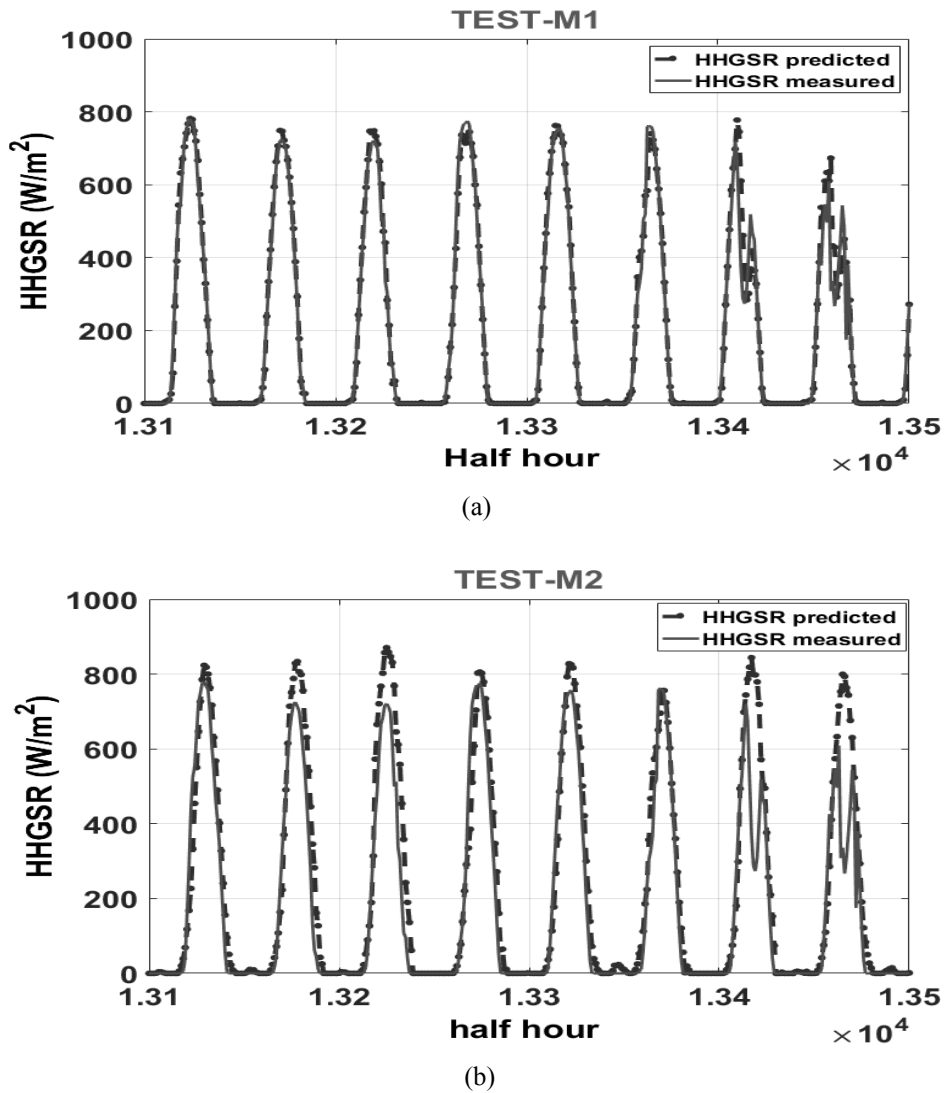 TEST-M1
1000
800
600
400
200
0
HHGSR (W/m²)
HHGSR predicted
HHGSR measured
1.31 1.32 1.33 1.34 1.35
Half hour
×10⁴
(a)
TEST-M2
1000
800
600
400
200
0
HHGSR (W/m²)
HHGSR predicted
HHGSR measured
1.31 1.32 1.33 1.34 1.35
half hour
×10⁴
(b)